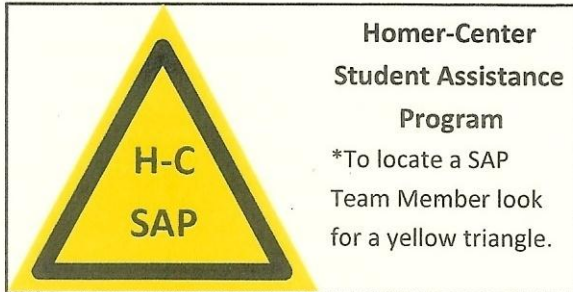 H-C
SAP
Homer-Center
Student Assistance
Program
*To locate a SAP
Team Member look
for a yellow triangle.